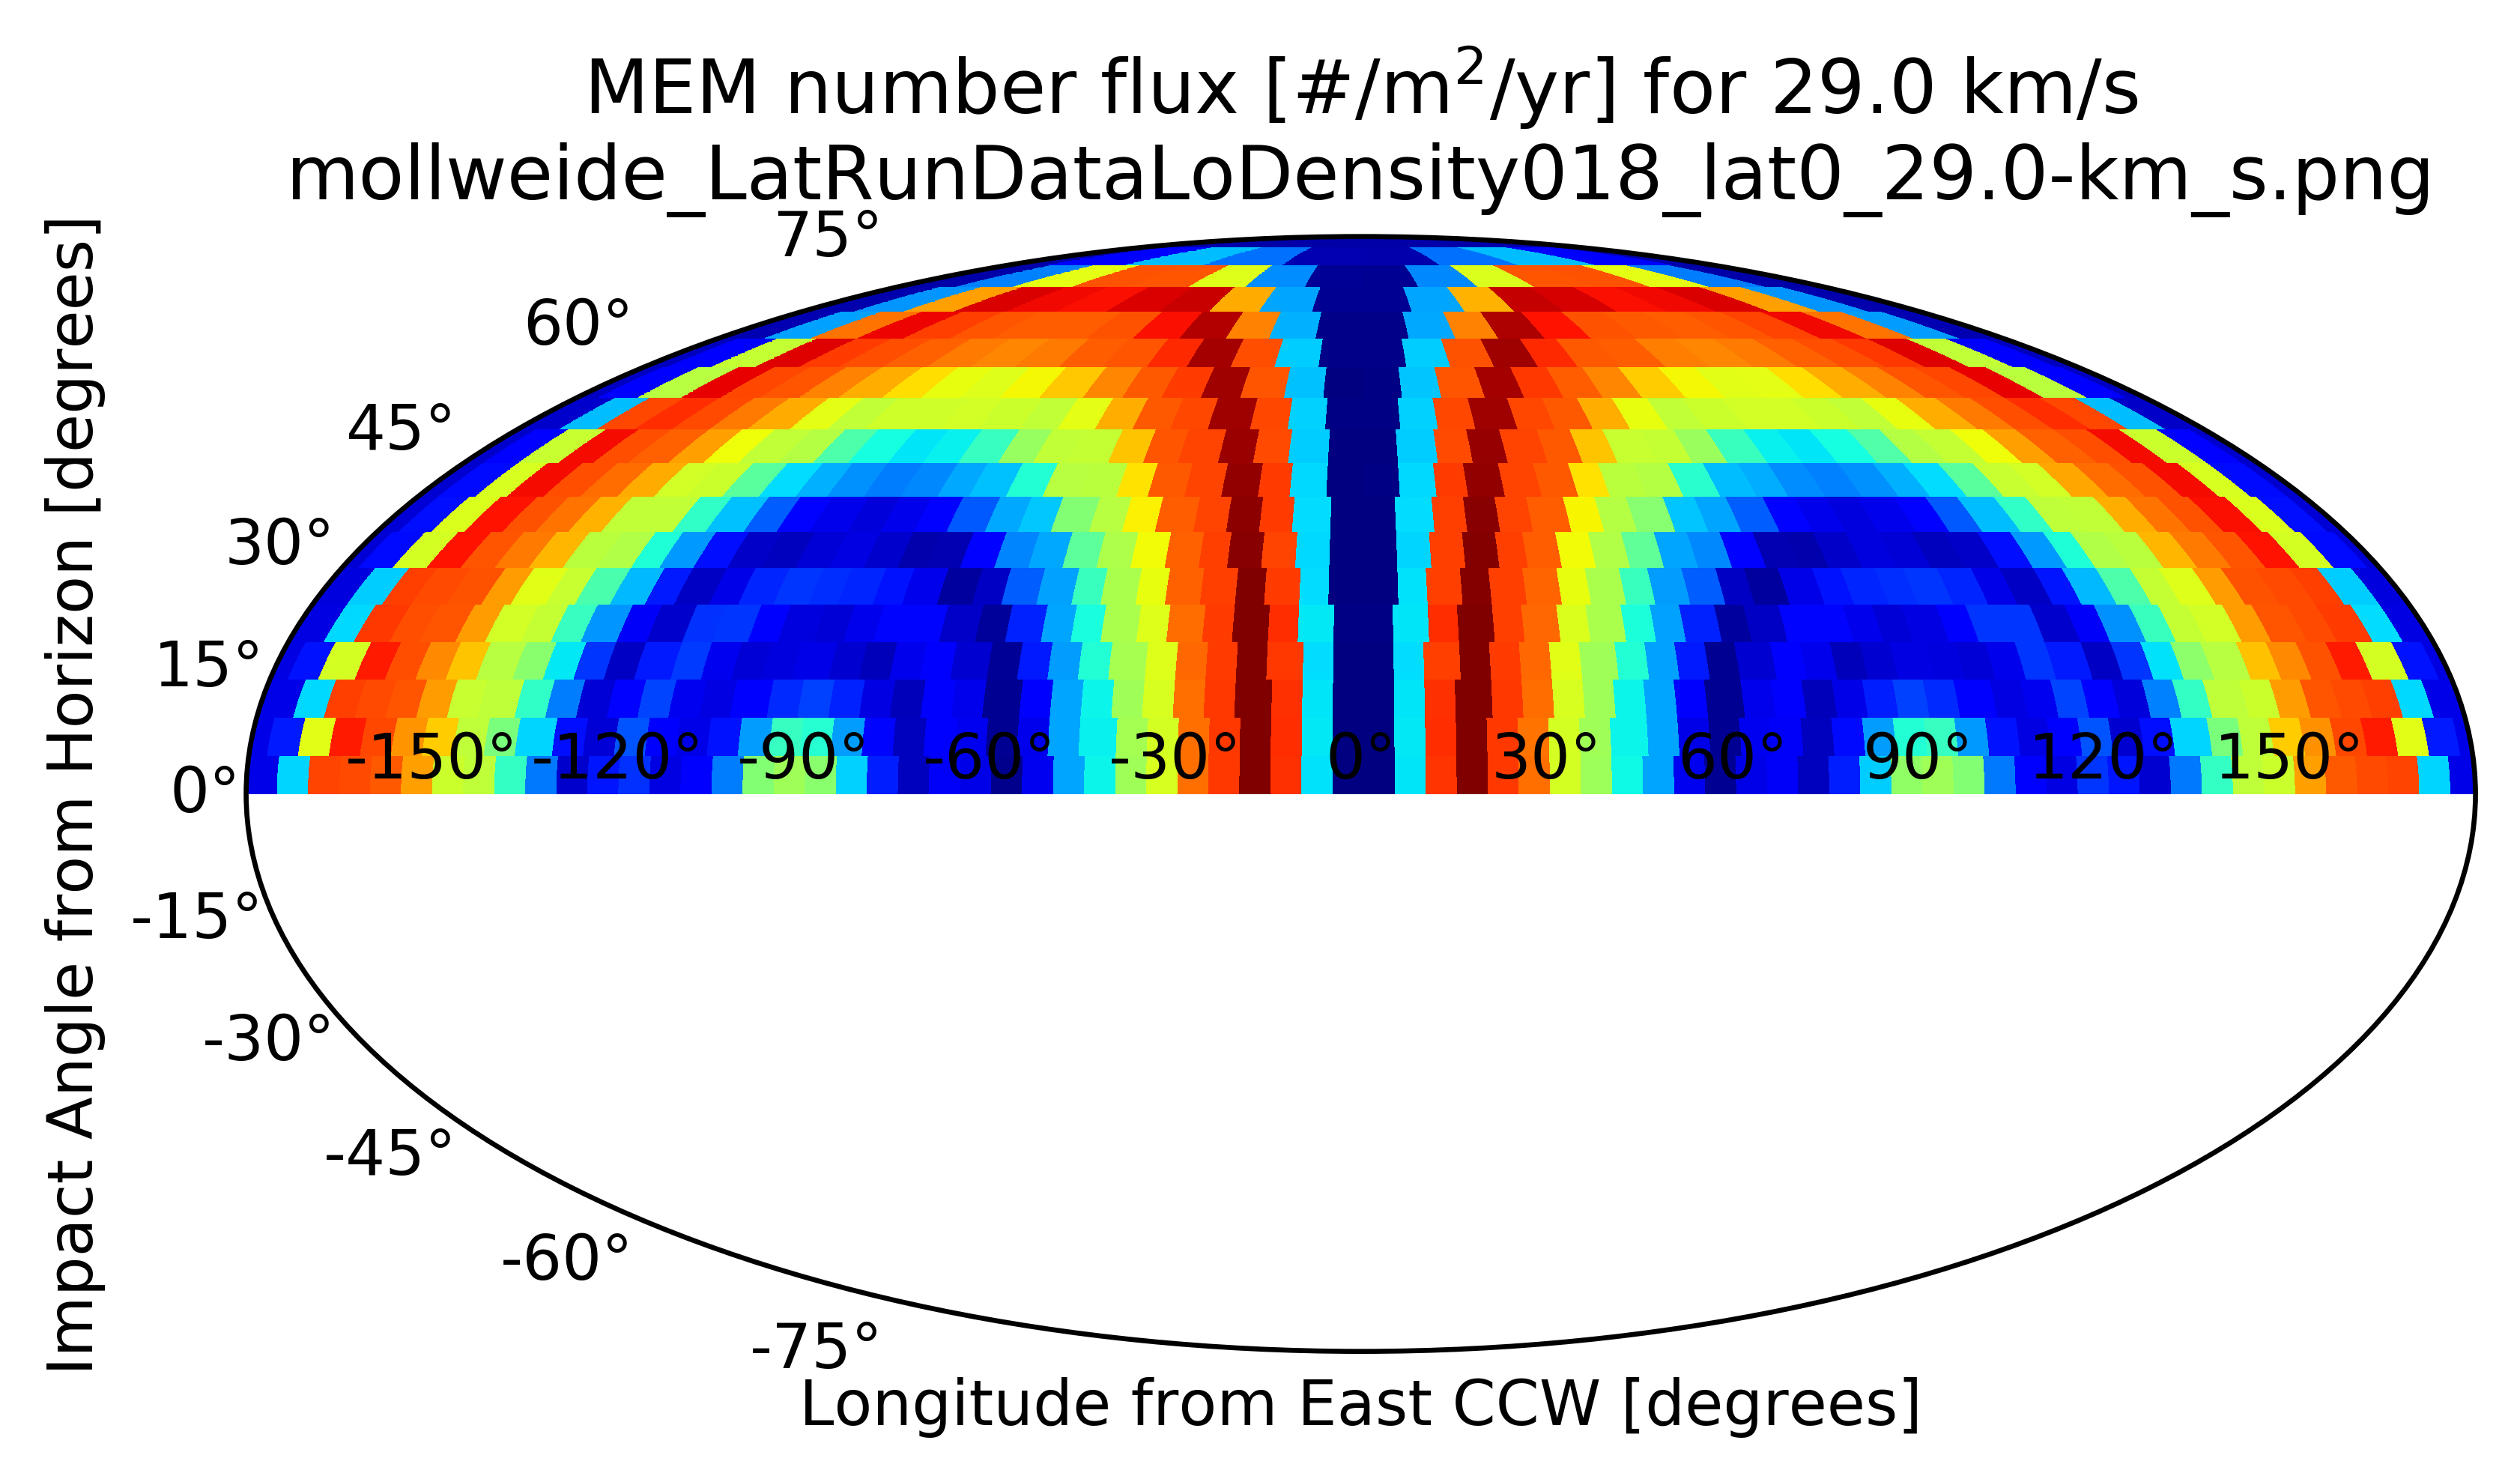 MEM number flux [#/m²/yr] for 29.0 km/s
mollweide_LatRunDataLoDensity018_lat0_29.0-km_s.png
Impact Angle from Horizon [degrees]
75°
60°
45°
30°
15°
0°
-15°
-30°
-45°
-60°
-75°
-150° -120° -90° -60° -30° 0° 30° 60° 90° 120° 150°
Longitude from East CCW [degrees]